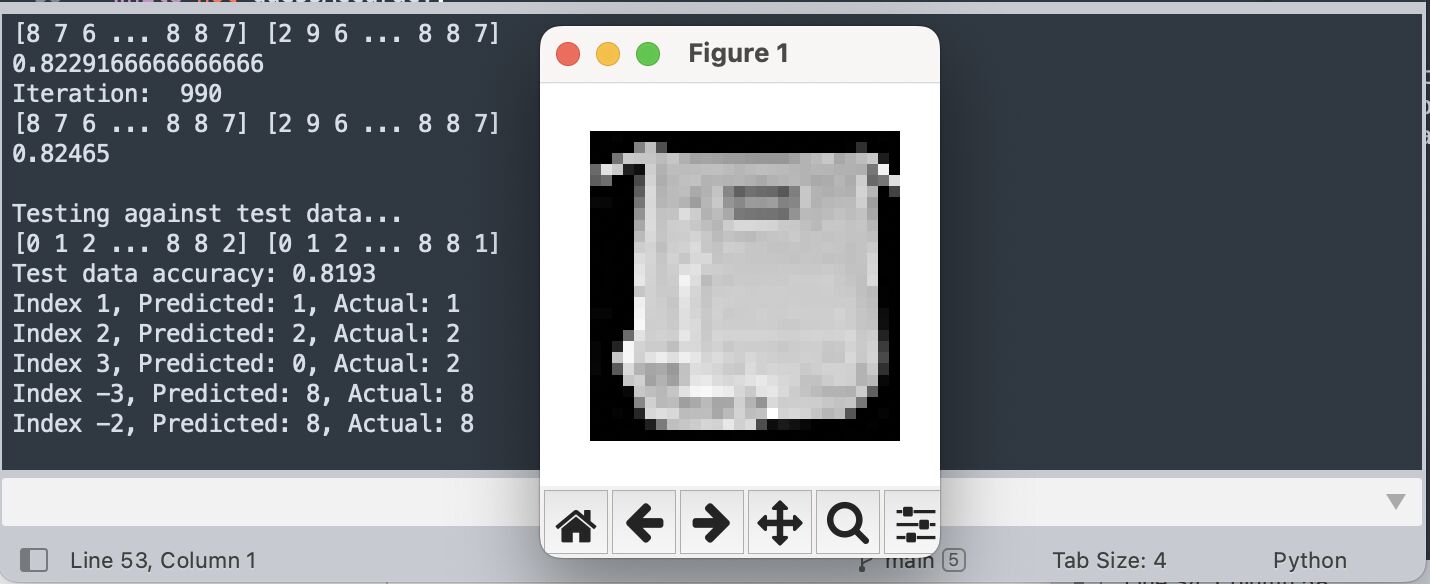 [8 7 6 ... 8 8 7] [2 9 6 ... 8 8 7]
0.8229166666666666
Iteration:  990
[8 7 6 ... 8 8 7] [2 9 6 ... 8 8 7]
0.82465
Testing against test data...
[0 1 2 ... 8 8 2] [0 1 2 ... 8 8 1]
Test data accuracy: 0.8193
Index 1, Predicted: 1, Actual: 1
Index 2, Predicted: 2, Actual: 2
Index 3, Predicted: 0, Actual: 2
Index -3, Predicted: 8, Actual: 8
Index -2, Predicted: 8, Actual: 8
Figure 1
Line 53, Column 1
main 5
Tab Size: 4
Python